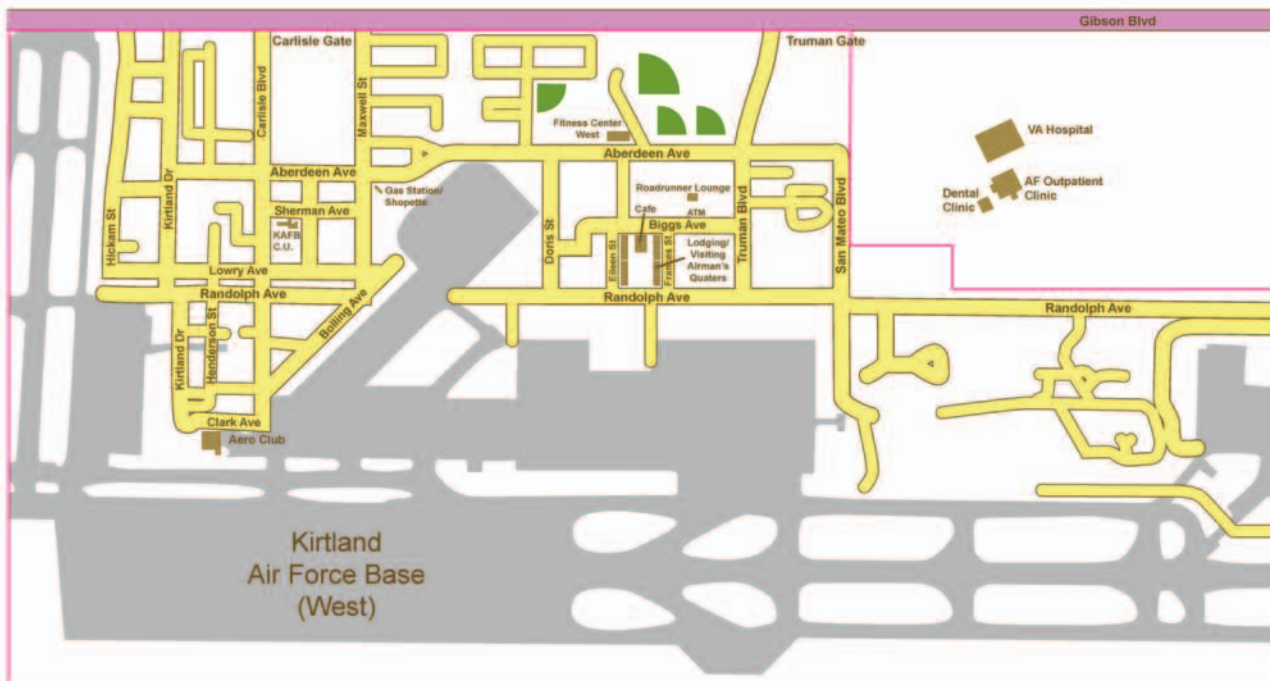 Gibson Blvd
Carlisle Gate
Truman Gate
Carlisle Blvd
Maxwell St
Fitness Center
West
VA Hospital
Aberdeen Ave
Aberdeen Ave
Kirtland Dr
Gas Station/
Shopette
Roadrunner Lounge
Dental
Clinic
AF Outpatient
Clinic
Hickam St
Sherman Ave
KAFB
C.U.
Cafe
ATM
Biggs Ave
Truman Blvd
San Mateo Blvd
Doris St
Eileen St
Frances St
Lodging/
Visiting
Airman's
Quaters
Lowry Ave
Randolph Ave
Randolph Ave
Randolph Ave
Bolling Ave
Kirtland Dr
Henderson St
Clark Ave
Aero Club
Kirtland
Air Force Base
(West)